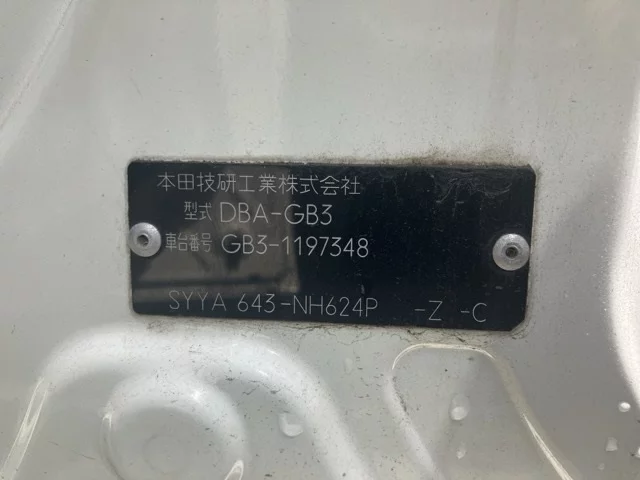 本田技研工業株式会社
型式 DBA-GB3
車台番号 GB3-1197348
SYYA 643-NH624P -Z -C